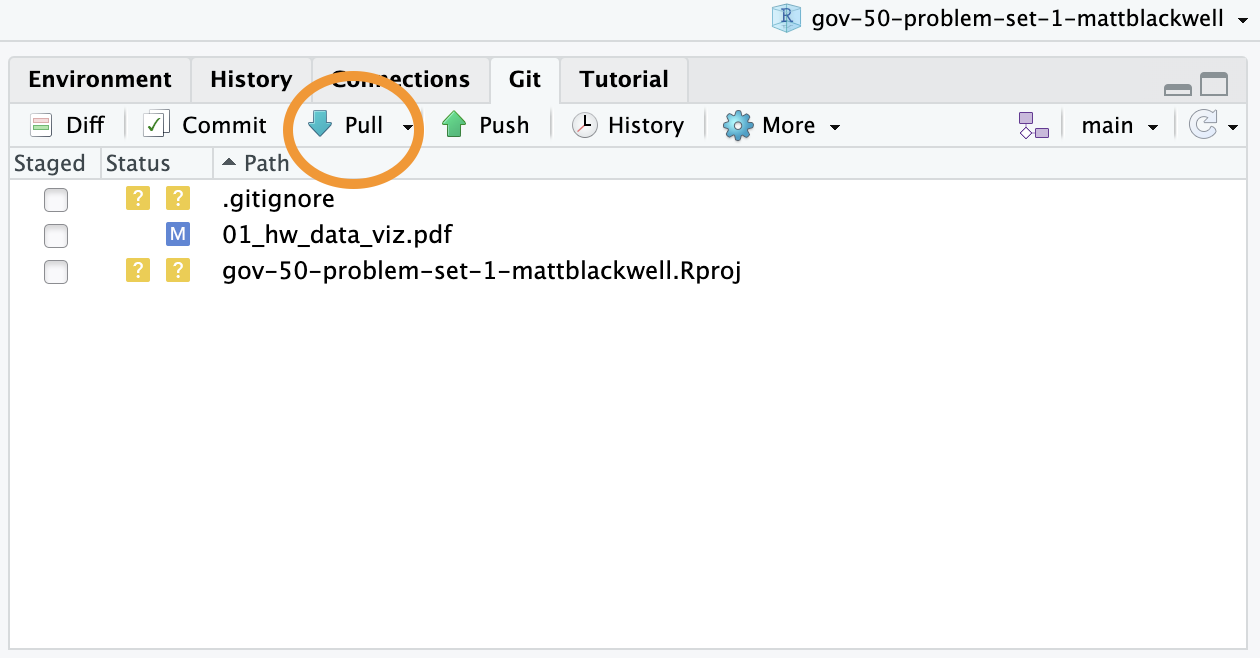 gov-50-problem-set-1-mattblackwell
Environment History Connections Git Tutorial
Diff Commit Pull Push History More main
Staged Status Path
? ? .gitignore
M 01_hw_data_viz.pdf
? ? gov-50-problem-set-1-mattblackwell.Rproj